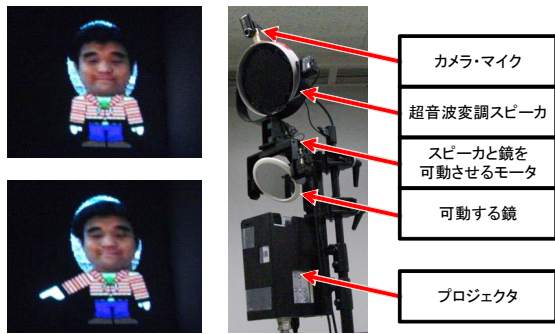 カメラ・マイク
超音波変調スピーカ
スピーカと鏡を
可動させるモータ
可動する鏡
プロジェクタ